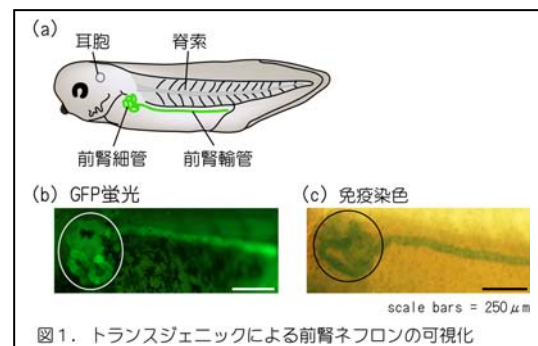 (a)
耳胞
脊索
前腎細管
前腎輸管
(b) GFP蛍光
(c) 免疫染色
scale bars = 250μm
図1. トランスジェニックによる前腎ネフロンの可視化